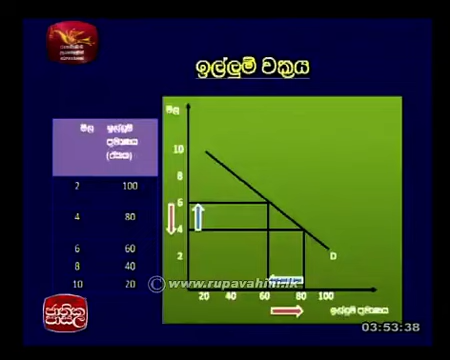 ඉල්ලුම් වක්‍රය
මිල
මිල ඉල්ලුම්
ප්‍රමාණය
(ඒකක)
2 100
4 80
6 60
8 40
10 20
10
8
6
4
2
D
20 40 60 80 100
ඉල්ලුම් ප්‍රමාණය
© www.rupavahini.lk
ජාතික
පාසල
03:53:38